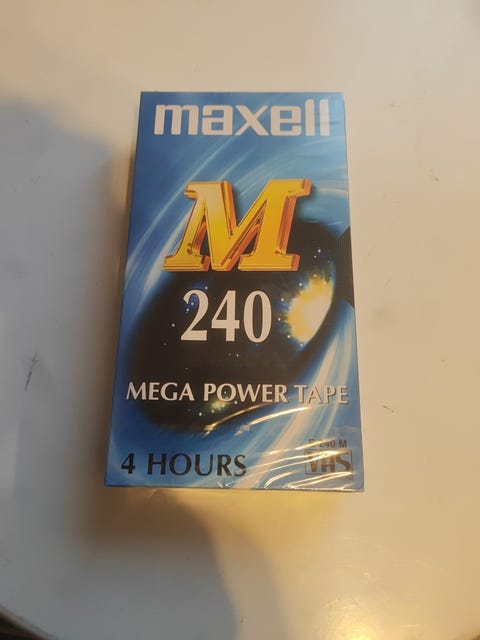 maxell
M
240
MEGA POWER TAPE
E-240 M
4 HOURS
VHS